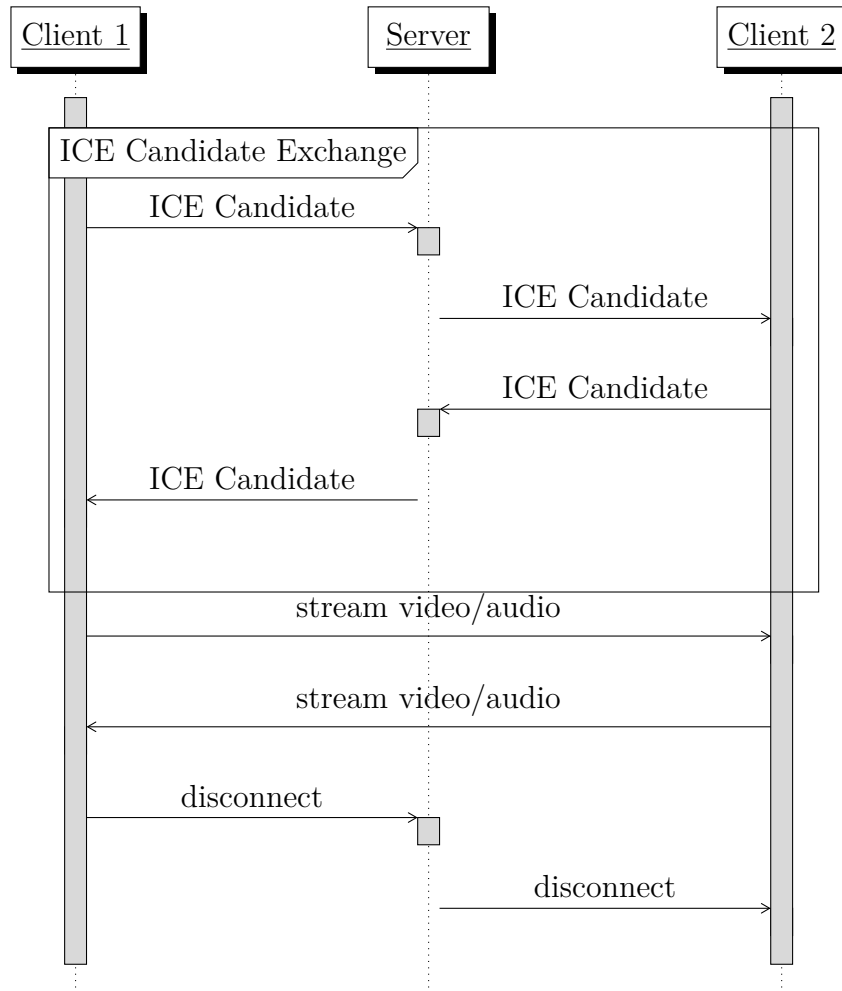 Client 1
Server
Client 2
ICE Candidate Exchange
ICE Candidate
ICE Candidate
ICE Candidate
ICE Candidate
stream video/audio
stream video/audio
disconnect
disconnect